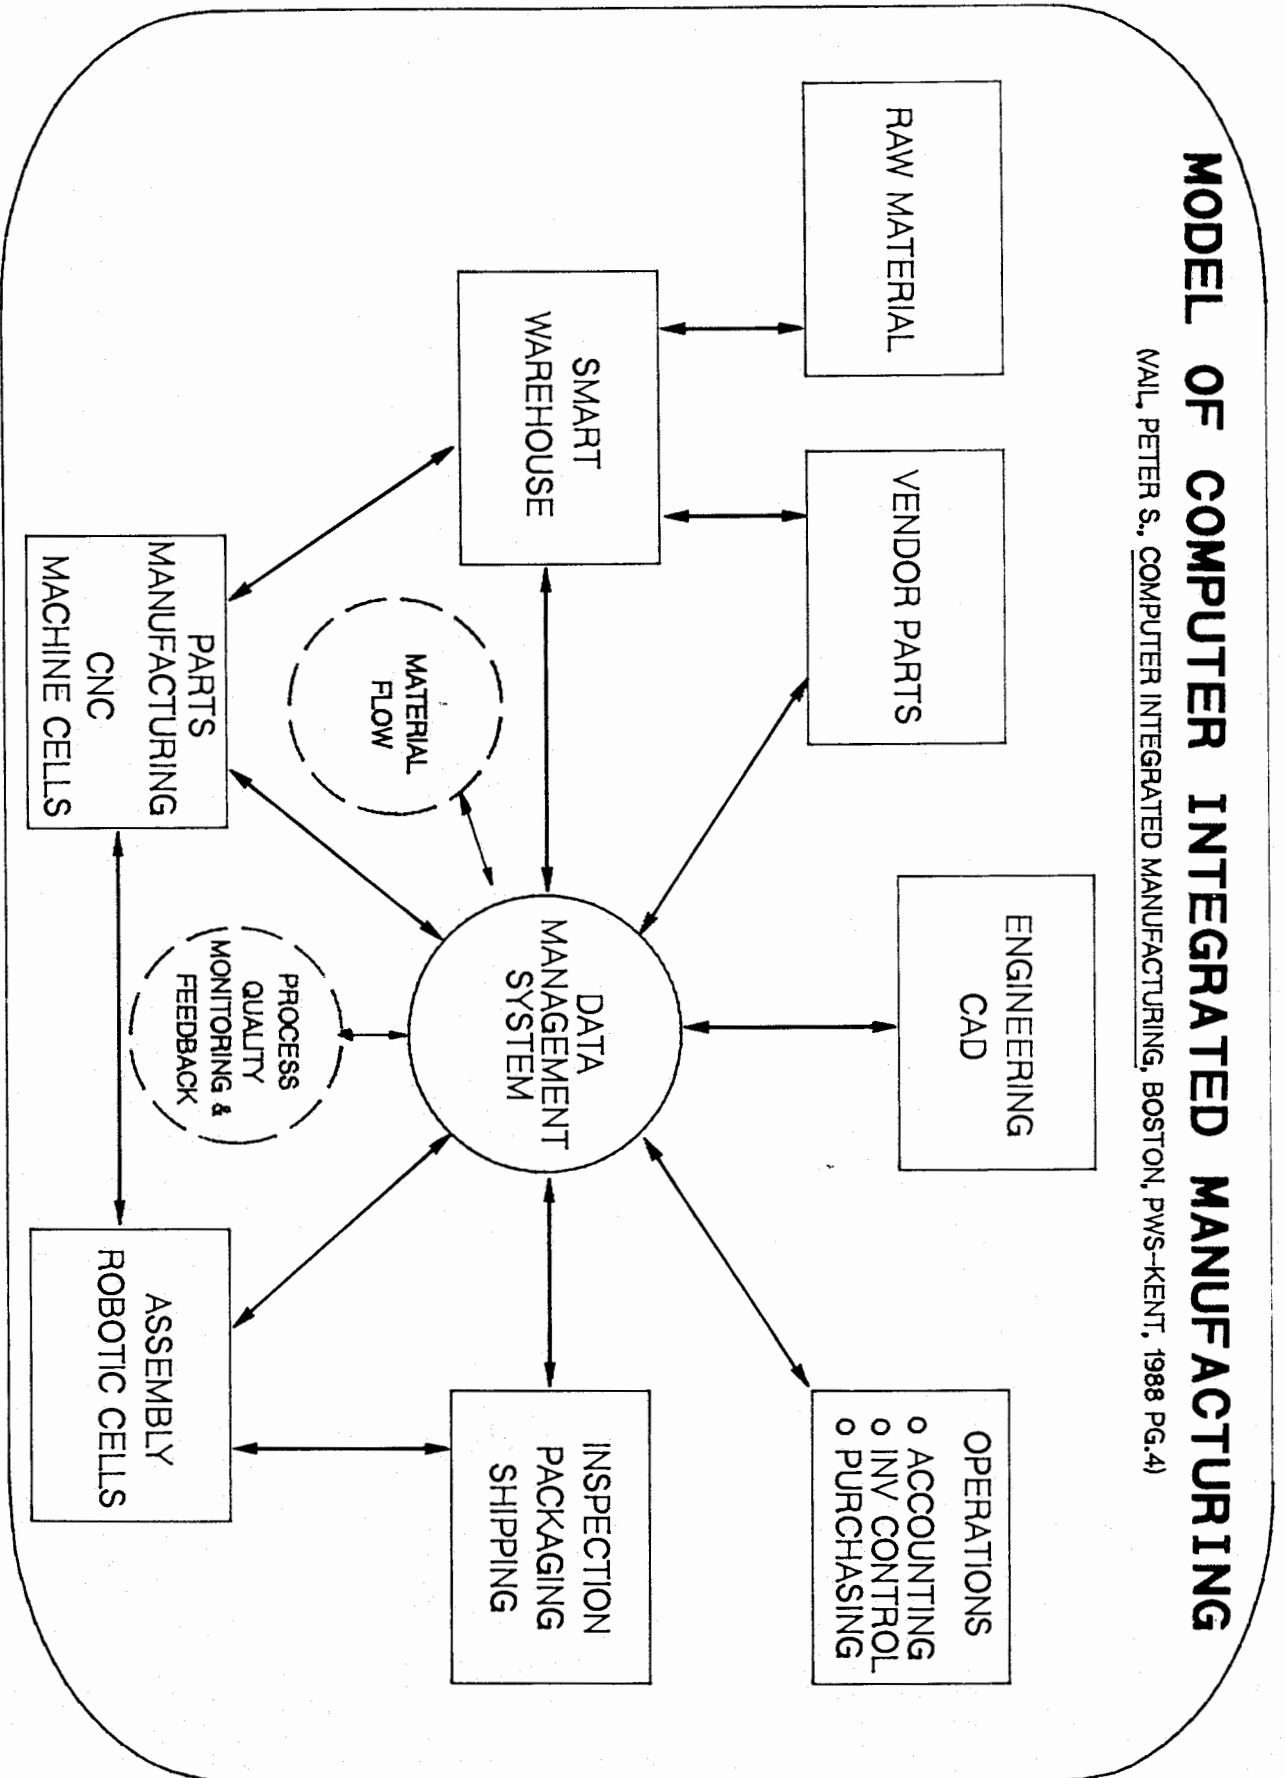 MODEL OF COMPUTER INTEGRATED MANUFACTURING
(VAIL, PETER S., COMPUTER INTEGRATED MANUFACTURING, BOSTON, PWS-KENT, 1988 PG.4)
RAW MATERIAL
VENDOR PARTS
ENGINEERING
CAD
OPERATIONS
o ACCOUNTING
o INV CONTROL
o PURCHASING
SMART
WAREHOUSE
DATA
MANAGEMENT
SYSTEM
INSPECTION
PACKAGING
SHIPPING
MATERIAL
FLOW
PROCESS
QUALITY
MONITORING &
FEEDBACK
PARTS
MANUFACTURING
CNC
MACHINE CELLS
ASSEMBLY
ROBOTIC CELLS